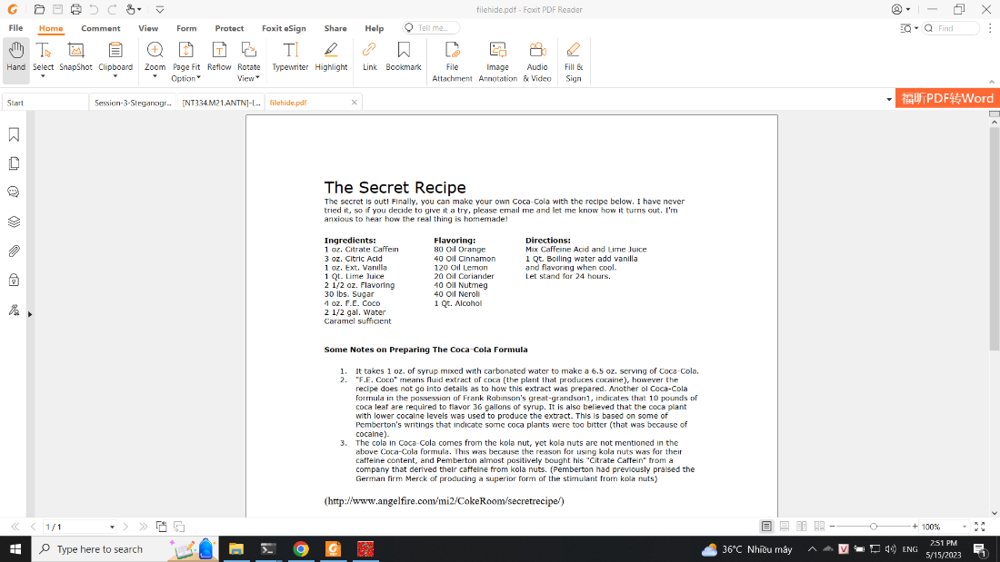 filehide.pdf - Foxit PDF Reader
File Home Comment View Form Protect Foxit eSign Share Help Tell me... Find
Hand Select SnapShot Clipboard Zoom Page Fit Option Reflow Rotate View Typewriter Highlight Link Bookmark File Attachment Image Annotation Audio & Video Fill & Sign
Start Session-3-Steganogr... [NT334.M21.ANTN]-L... filehide.pdf 福昕PDF转Word
The Secret Recipe
The secret is out! Finally, you can make your own Coca-Cola with the recipe below. I have never
tried it, so if you decide to give it a try, please email me and let me know how it turns out. I'm
anxious to hear how the real thing is homemade!
Ingredients:
1 oz. Citrate Caffein
3 oz. Citric Acid
1 oz. Ext. Vanilla
1 Qt. Lime Juice
2 1/2 oz. Flavoring
30 lbs. Sugar
4 oz. F.E. Coco
2 1/2 gal. Water
Caramel sufficient
Flavoring:
80 Oil Orange
40 Oil Cinnamon
120 Oil Lemon
20 Oil Coriander
40 Oil Nutmeg
40 Oil Neroli
1 Qt. Alcohol
Directions:
Mix Caffeine Acid and Lime Juice
1 Qt. Boiling water add vanilla
and flavoring when cool.
Let stand for 24 hours.
Some Notes on Preparing The Coca-Cola Formula
1. It takes 1 oz. of syrup mixed with carbonated water to make a 6.5 oz. serving of Coca-Cola.
2. "F.E. Coco" means fluid extract of coca (the plant that produces cocaine), however the
recipe does not go into details as to how this extract was prepared. Another ol Coca-Cola
formula in the possession of Frank Robinson's great-grandson1, indicates that 10 pounds of
coca leaf are required to flavor 36 gallons of syrup. It is also believed that the coca plant
with lower cocaine levels was used to produce the extract. This is based on some of
Pemberton's writings that indicate some coca plants were too bitter (that was because of
cocaine).
3. The cola in Coca-Cola comes from the kola nut, yet kola nuts are not mentioned in the
above Coca-Cola formula. This was because the reason for using kola nuts was for their
caffeine content, and Pemberton almost positively bought his "Citrate Caffein" from a
company that derived their caffeine from kola nuts. (Pemberton had previously praised the
German firm Merck of producing a superior form of the stimulant from kola nuts)
(http://www.angelfire.com/mi2/CokeRoom/secretrecipe/)
1 / 1 100%
Type here to search 36°C Nhiều mây V ENG 2:51 PM
5/15/2023 1